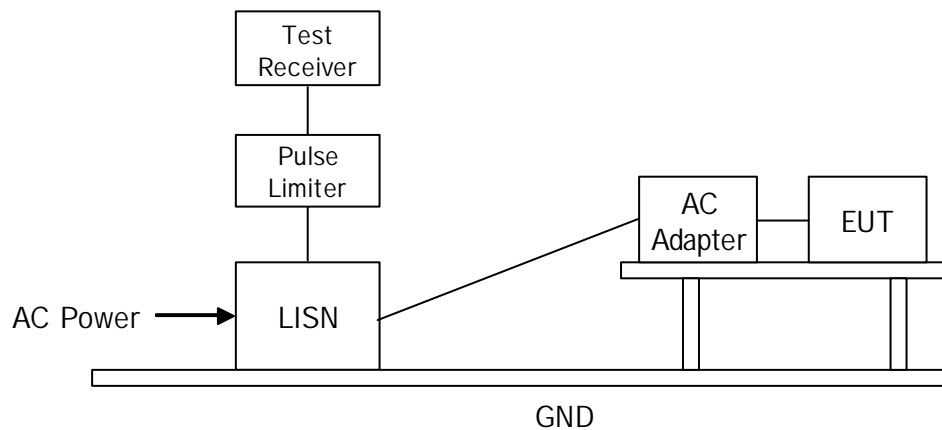 Test
Receiver
Pulse
Limiter
AC
Adapter
EUT
AC Power
LISN
GND